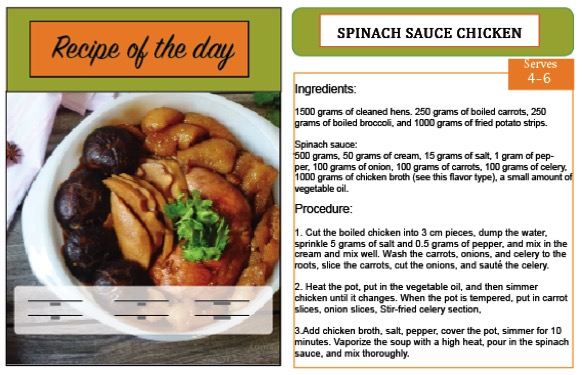 Recipe of the day
SPINACH SAUCE CHICKEN
Serves
4-6
Ingredients:
1500 grams of cleaned hens. 250 grams of boiled carrots, 250
grams of boiled broccoli, and 1000 grams of fried potato strips.
Spinach sauce:
500 grams, 50 grams of cream, 15 grams of salt, 1 gram of pep-
per, 100 grams of onion, 100 grams of carrots, 100 grams of celery,
1000 grams of chicken broth (see this flavor type), a small amount of
vegetable oil.
Procedure:
1. Cut the boiled chicken into 3 cm pieces, dump the water,
sprinkle 5 grams of salt and 0.5 grams of pepper, and mix in the
cream and mix well. Wash the carrots, onions, and celery to the
roots, slice the carrots, cut the onions, and sauté the celery.
2. Heat the pot, put in the vegetable oil, and then simmer
chicken until it changes. When the pot is tempered, put in carrot
slices, onion slices, Stir-fried celery section,
3.Add chicken broth, salt, pepper, cover the pot, simmer for 10
minutes. Vaporize the soup with a high heat, pour in the spinach
sauce, and mix thoroughly.